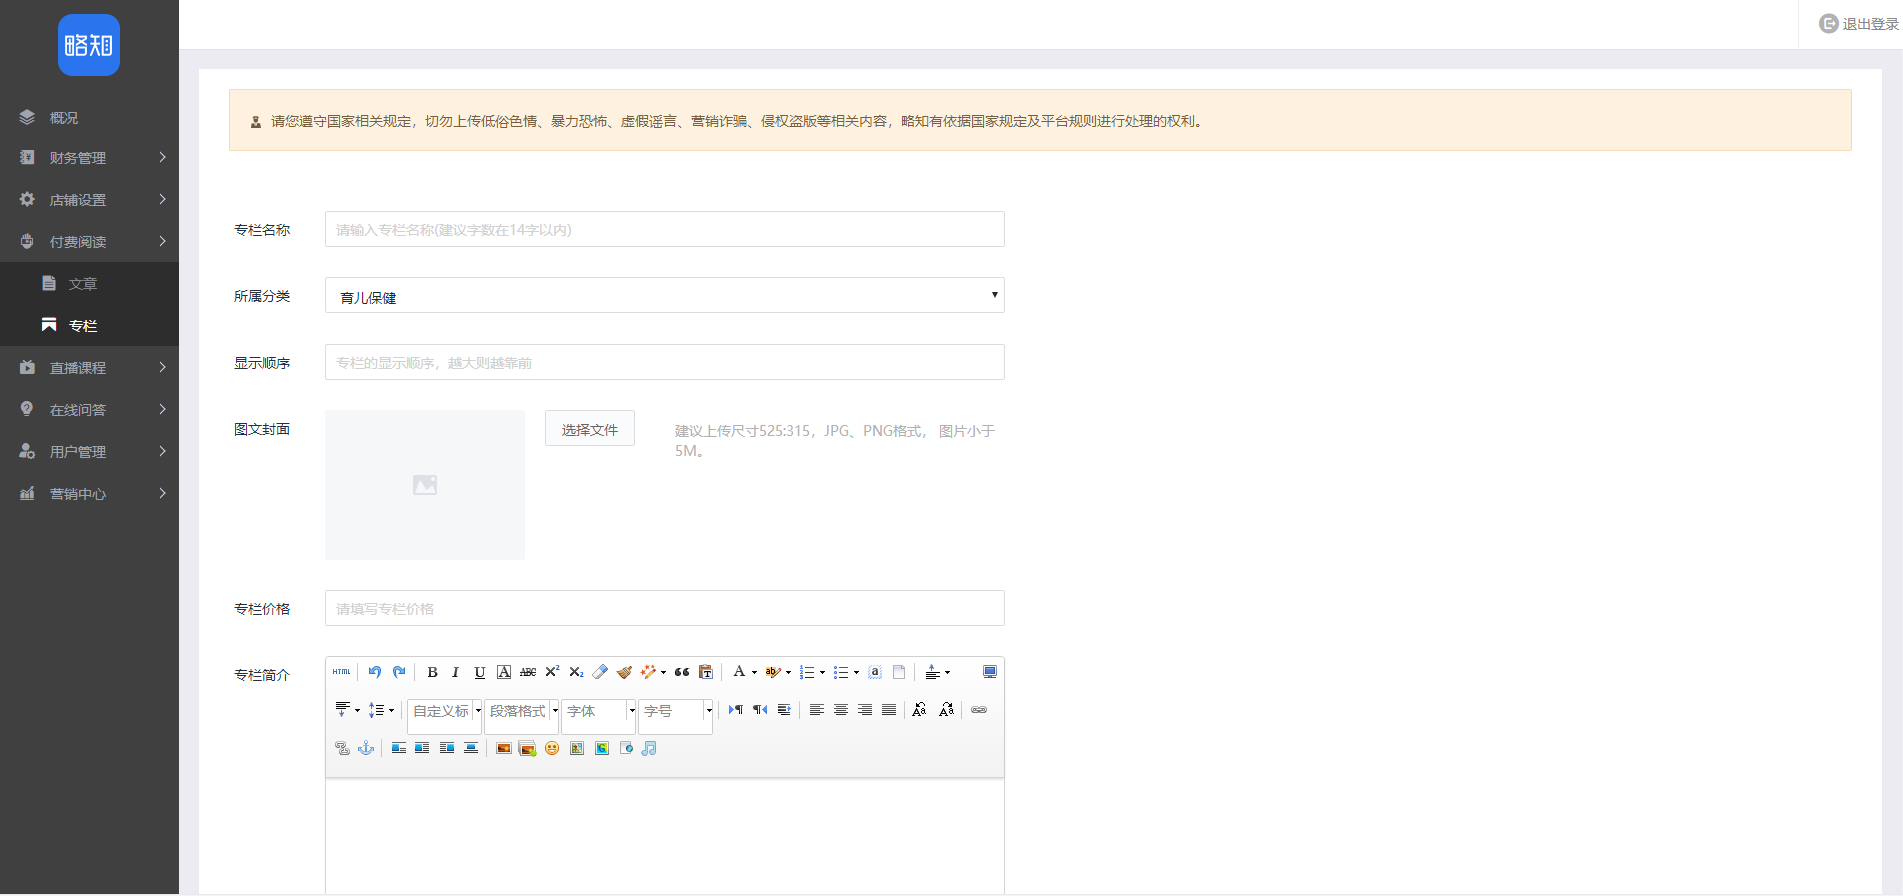 略知
退出登录
概况
财务管理
店铺设置
付费阅读
文章
专栏
直播课程
在线问答
用户管理
营销中心
请您遵守国家相关规定，切勿上传低俗色情、暴力恐怖、虚假谣言、营销诈骗、侵权盗版等相关内容，略知有依据国家规定及平台规则进行处理的权利。
专栏名称
请输入专栏名称(建议字数在14字以内)
所属分类
育儿保健
显示顺序
专栏的显示顺序，越大则越靠前
图文封面
选择文件
建议上传尺寸525:315，JPG、PNG格式， 图片小于
5M。
专栏价格
请填写专栏价格
专栏简介
HTML B I U A ABC X² X₂ A ab a
自定义标 段落格式 字体 字号